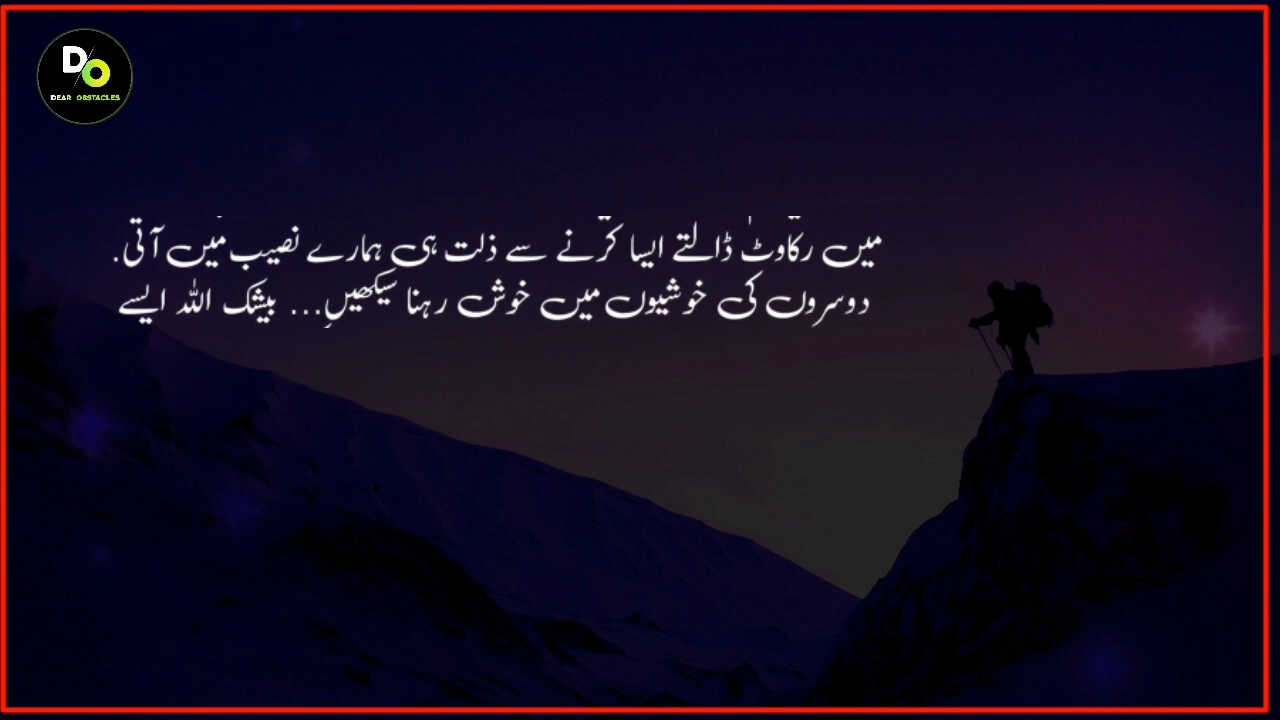 DO
DEAR OBSTACLES
میں رکاوٹ ڈالتے ایسا کرنے سے ذلت ہی ہمارے نصیب میں آتی.
دوسروں کی خوشیوں میں خوش رہنا سیکھیں... بیشک اللہ ایسے